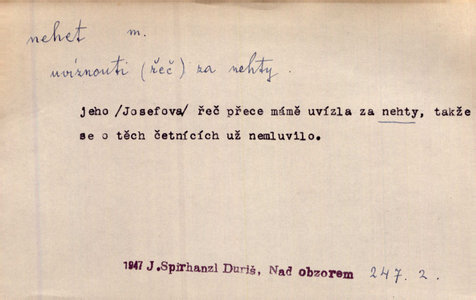 nehet m.
uvíznouti (řeč) za nehty.
jeho /Josefova/ řeč přece mámě uvízla za nehty, takže
se o těch četnících už nemluvilo.
1947 J.Spirhanzl Duriš, Nad obzorem 247. 2.